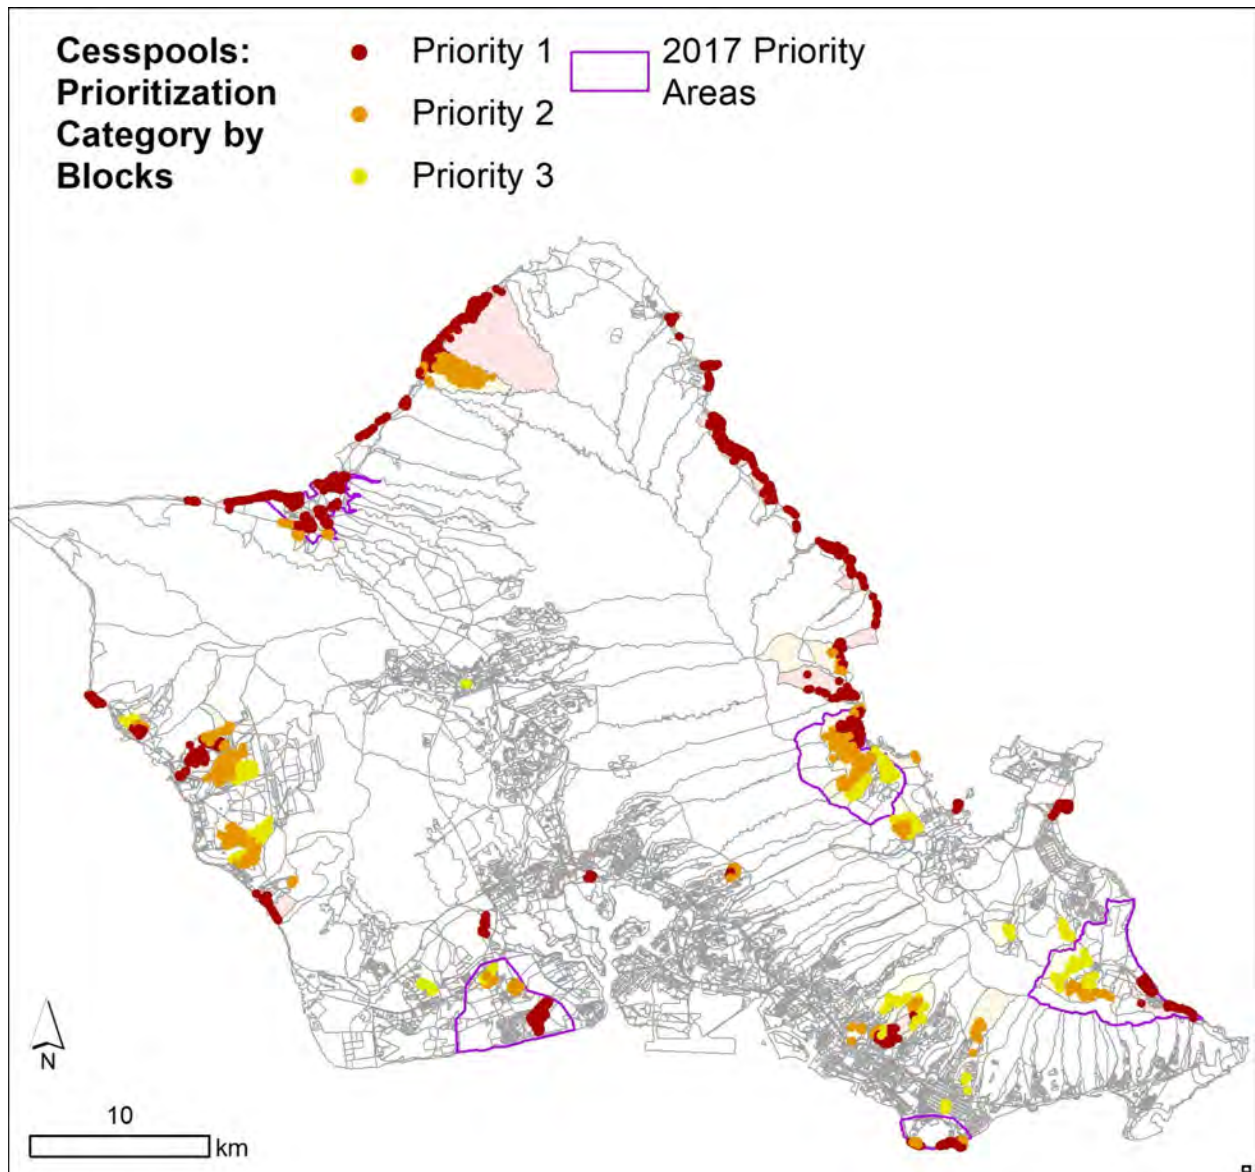 Cesspools:
Prioritization
Category by
Blocks
Priority 1
Priority 2
Priority 3
2017 Priority
Areas
N
10
km